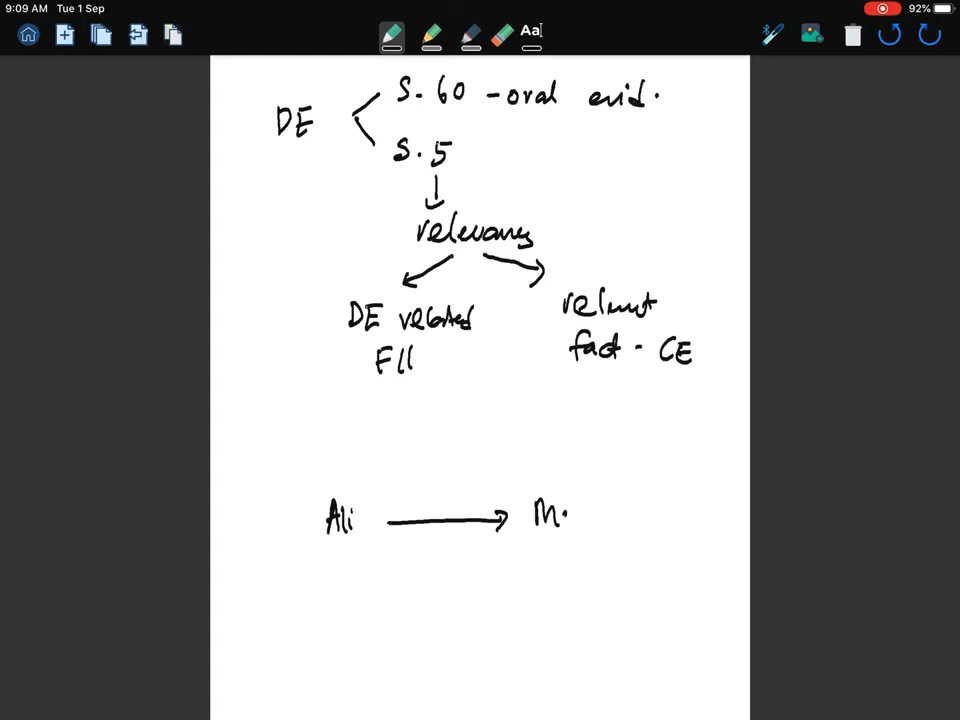 9:09 AM Tue 1 Sep 92%
Aa
DE
S. 60 - oral evid.
S. 5
relevancy
DE related
FII
relevant
fact - CE
Ali → M.